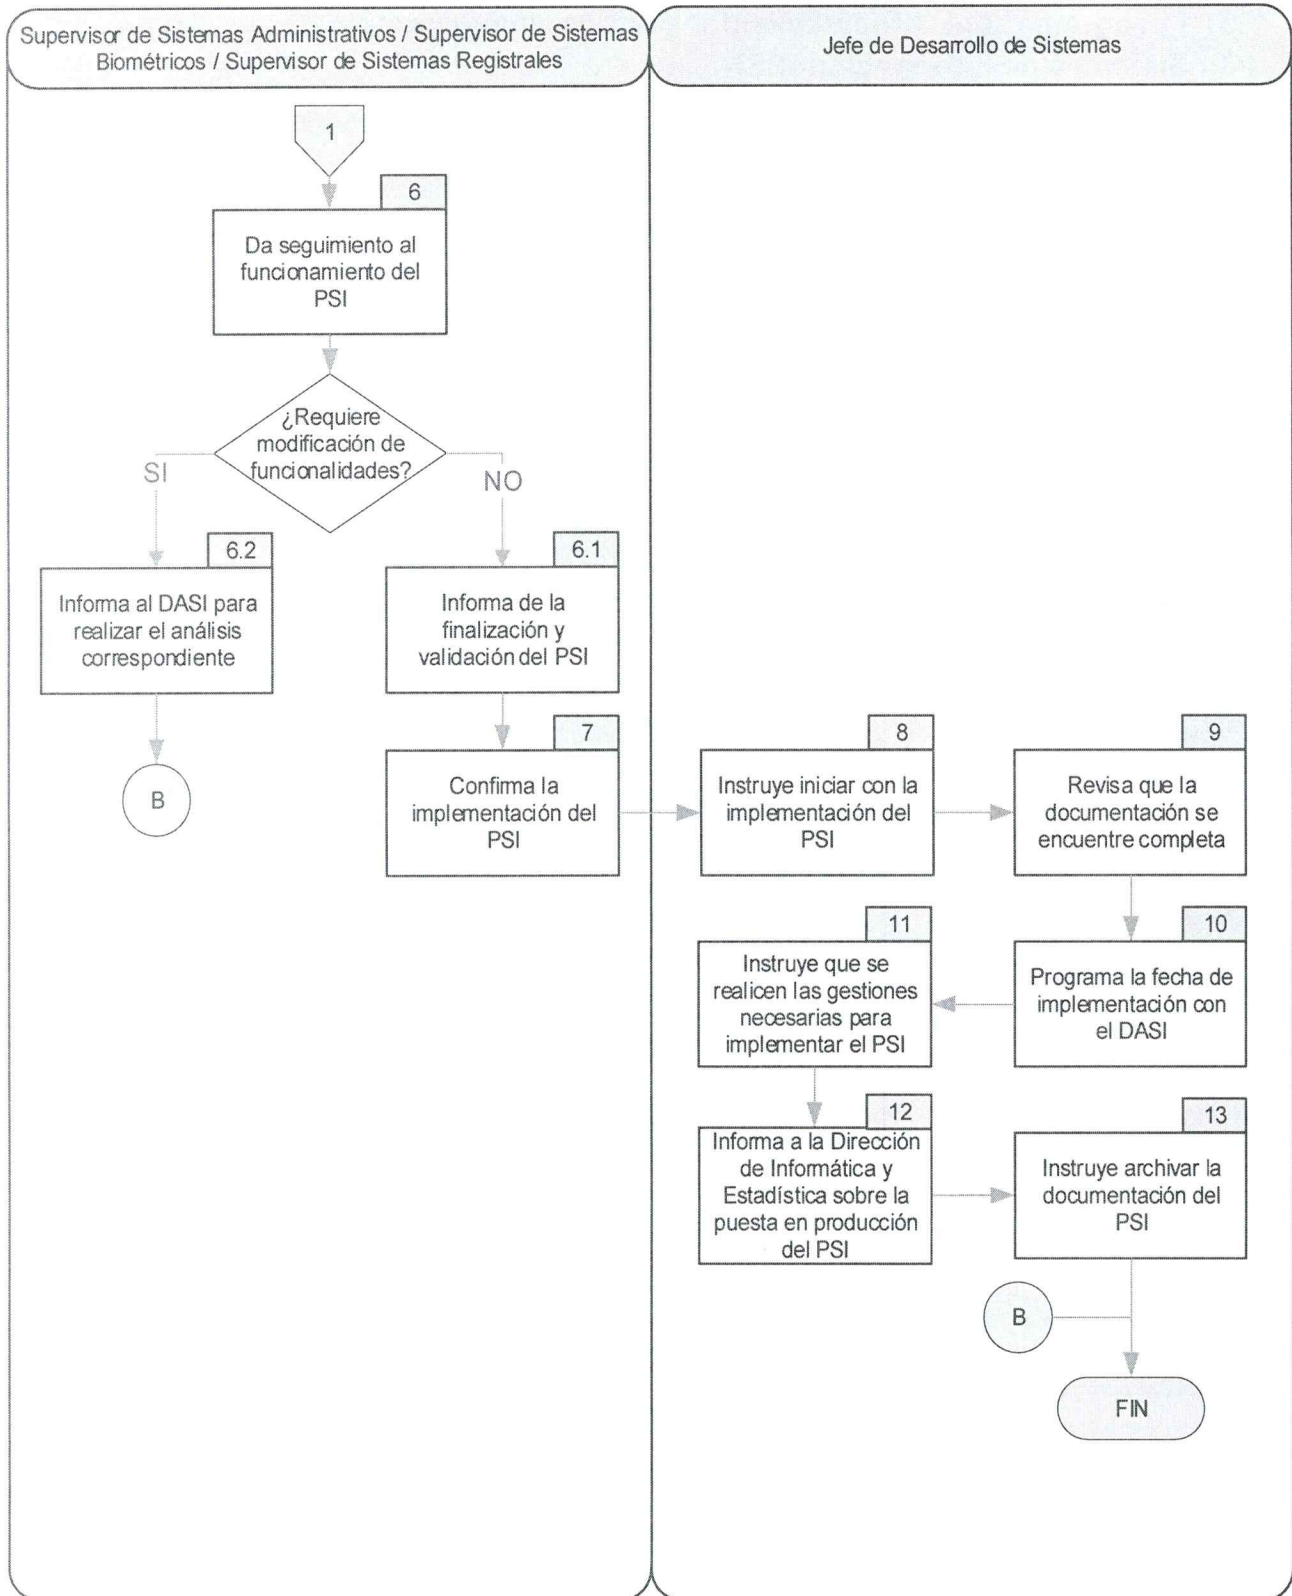 Supervisor de Sistemas Administrativos / Supervisor de Sistemas
Biométricos / Supervisor de Sistemas Registrales
Jefe de Desarrollo de Sistemas
1
6
Da seguimiento al
funcionamiento del
PSI
¿Requiere
modificación de
funcionalidades?
SI
NO
6.2
Informa al DASI para
realizar el análisis
correspondiente
B
6.1
Informa de la
finalización y
validación del PSI
7
Confirma la
implementación del
PSI
8
Instruye iniciar con la
implementación del
PSI
9
Revisa que la
documentación se
encuentre completa
10
Programa la fecha de
implementación con
el DASI
11
Instruye que se
realicen las gestiones
necesarias para
implementar el PSI
12
Informa a la Dirección
de Informática y
Estadística sobre la
puesta en producción
del PSI
13
Instruye archivar la
documentación del
PSI
B
FIN